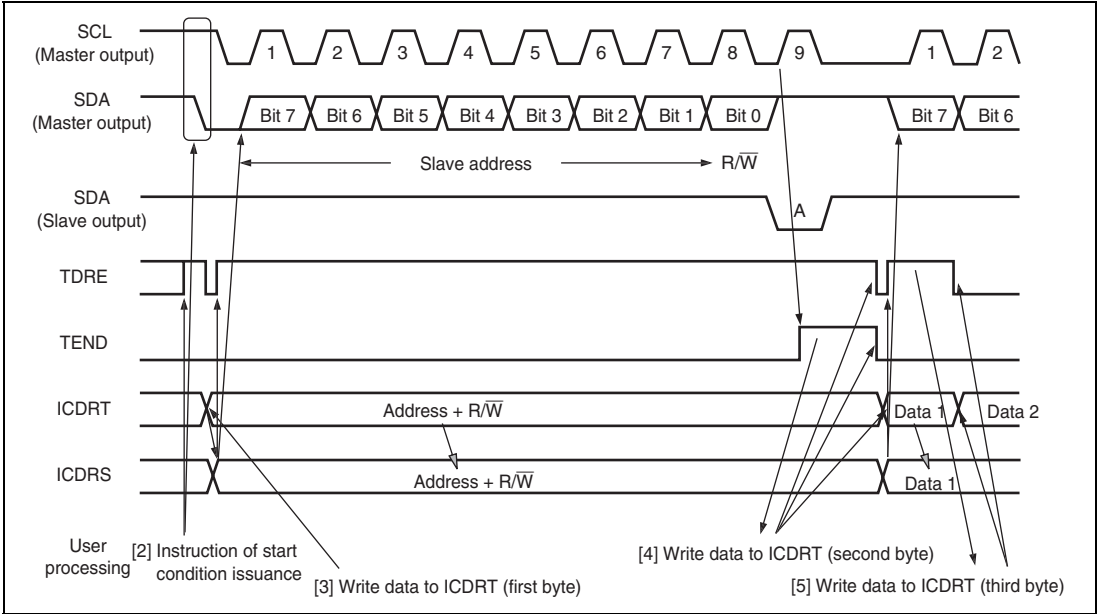 SCL
(Master output)
1 2 3 4 5 6 7 8 9 1 2
SDA
(Master output)
Bit 7 Bit 6 Bit 5 Bit 4 Bit 3 Bit 2 Bit 1 Bit 0 Bit 7 Bit 6
Slave address R/W̅
SDA
(Slave output)
A
TDRE
TEND
ICDRT
Address + R/W̅ Data 1 Data 2
ICDRS
Address + R/W̅ Data 1
User
processing
[2] Instruction of start
condition issuance
[3] Write data to ICDRT (first byte)
[4] Write data to ICDRT (second byte)
[5] Write data to ICDRT (third byte)